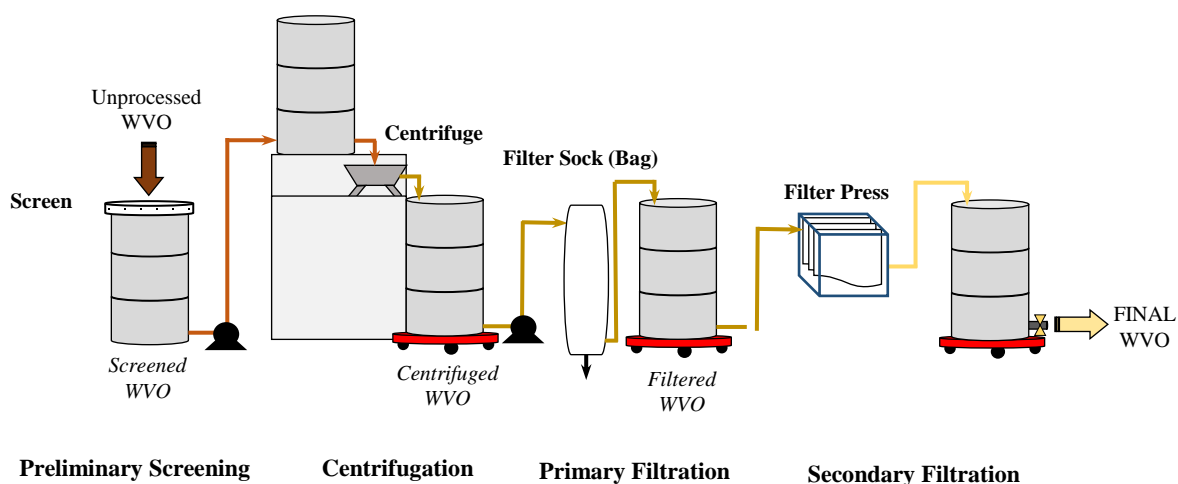 Unprocessed
WVO
Screen
Screened
WVO
Centrifuge
Centrifuged
WVO
Filter Sock (Bag)
Filtered
WVO
Filter Press
FINAL
WVO
Preliminary Screening
Centrifugation
Primary Filtration
Secondary Filtration